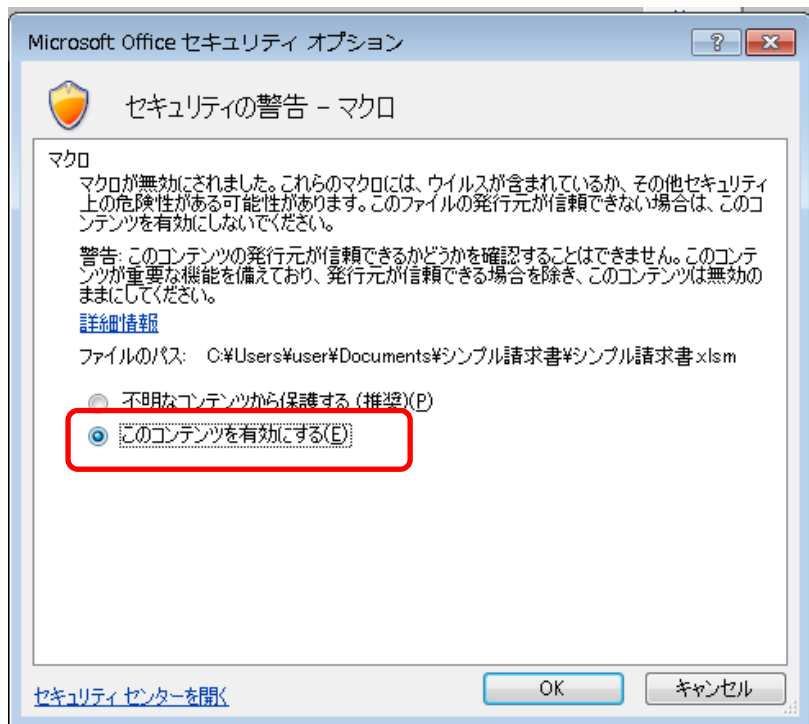 Microsoft Office セキュリティ オプション
セキュリティの警告 - マクロ
マクロ
マクロが無効にされました。これらのマクロには、ウイルスが含まれているか、その他セキュリティ
上の危険性がある可能性があります。このファイルの発行元が信頼できない場合は、このコ
ンテンツを有効にしないでください。
警告: このコンテンツの発行元が信頼できるかどうかを確認することはできません。このコンテ
ンツが重要な機能を備えており、発行元が信頼できる場合を除き、このコンテンツは無効の
ままにしてください。
詳細情報
ファイルのパス: C:¥Users¥user¥Documents¥シンプル請求書¥シンプル請求書.xlsm
不明なコンテンツから保護する (推奨)(P)
このコンテンツを有効にする(E)
セキュリティ センターを開く
OK
キャンセル